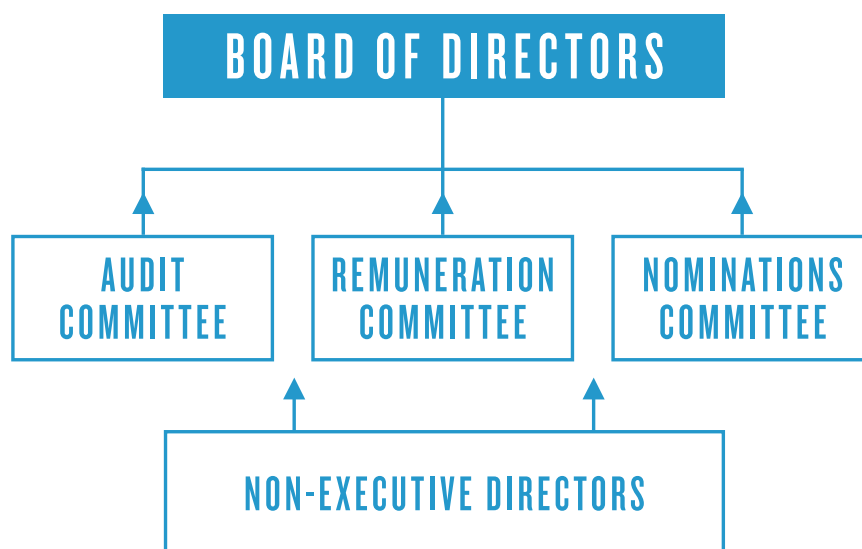 BOARD OF DIRECTORS
AUDIT
COMMITTEE
REMUNERATION
COMMITTEE
NOMINATIONS
COMMITTEE
NON-EXECUTIVE DIRECTORS